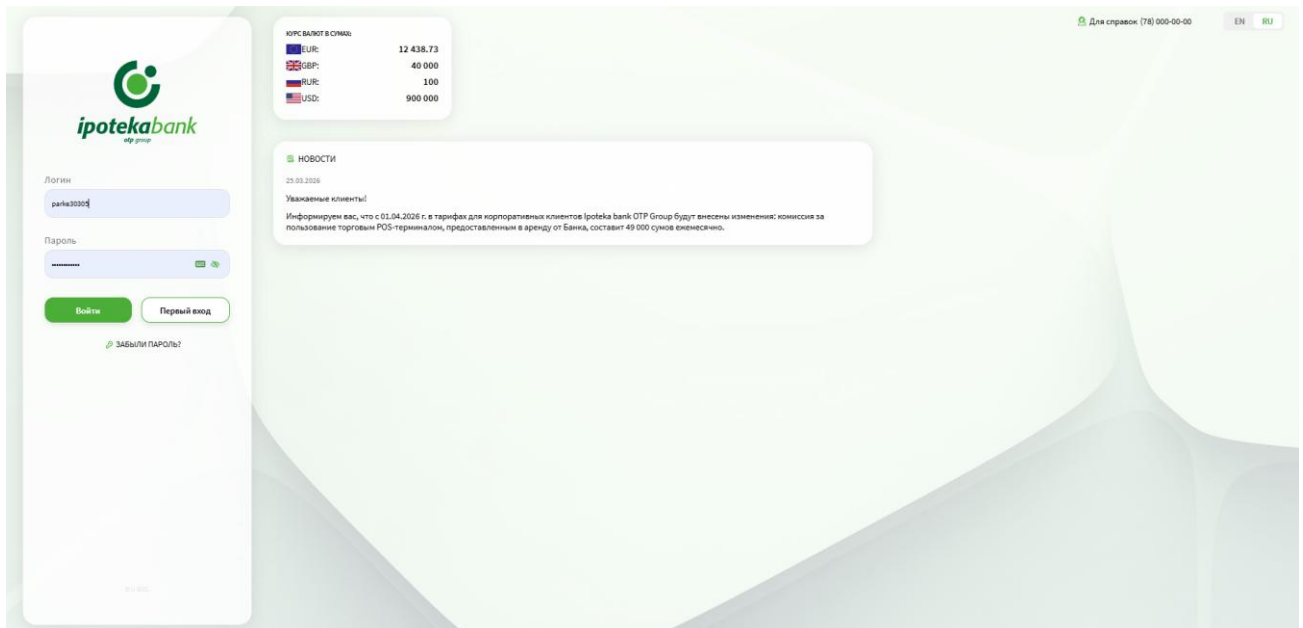 ipotekabank
otp group
Логин
parke30305
Пароль
Войти
Первый вход
ЗАБЫЛИ ПАРОЛЬ?
КУРС ВАЛЮТ В СУМАХ:
EUR: 12 438.73
GBP: 40 000
RUR: 100
USD: 900 000
НОВОСТИ
25.03.2026
Уважаемые клиенты!
Информируем вас, что с 01.04.2026 г. в тарифах для корпоративных клиентов Ipoteka bank OTP Group будут внесены изменения: комиссия за
пользование торговым POS-терминалом, предоставленным в аренду от Банка, составит 49 000 сумов ежемесячно.
Для справок (78) 000-00-00
EN RU